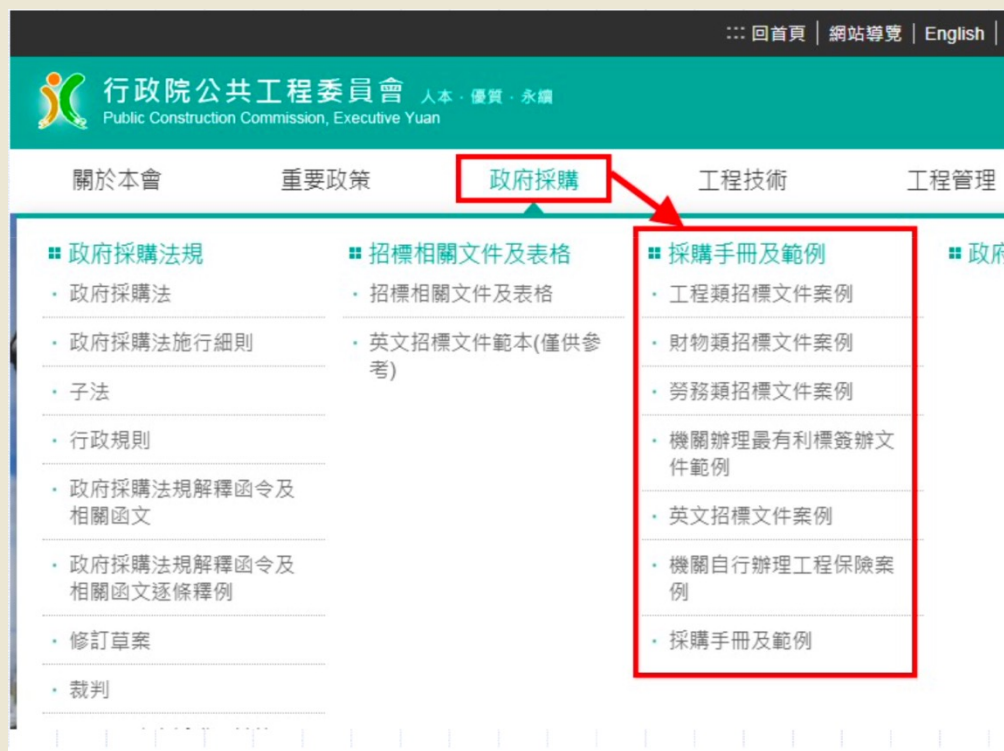 ::: 回首頁 | 網站導覽 | English |
行政院公共工程委員會 人本．優質．永續
Public Construction Commission, Executive Yuan
關於本會 重要政策 政府採購 工程技術 工程管理
政府採購法規
政府採購法
政府採購法施行細則
子法
行政規則
政府採購法規解釋函令及
相關函文
政府採購法規解釋函令及
相關函文逐條釋例
修訂草案
裁判
招標相關文件及表格
招標相關文件及表格
英文招標文件範本(僅供參
考)
採購手冊及範例
工程類招標文件案例
財物類招標文件案例
勞務類招標文件案例
機關辦理最有利標簽辦文
件範例
英文招標文件案例
機關自行辦理工程保險案
例
採購手冊及範例
政府